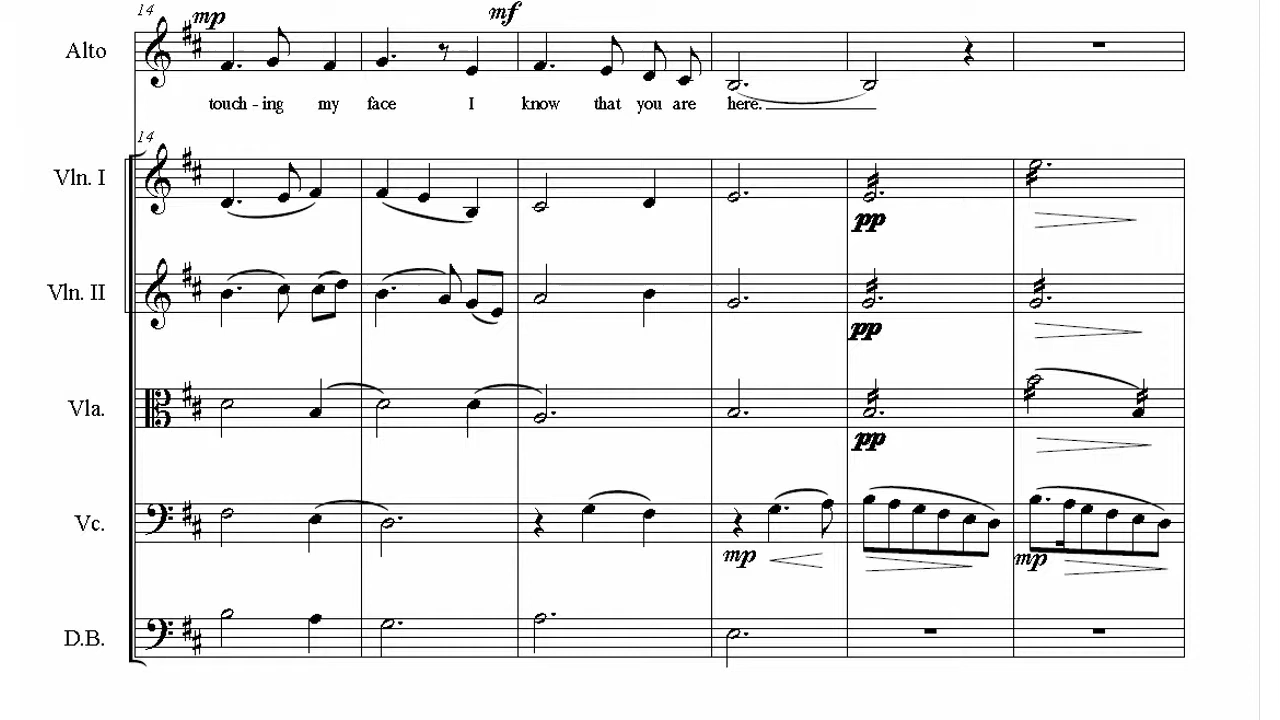 14
mp mf
Alto
touch - ing my face I know that you are here.
14
Vln. I
pp
Vln. II
pp
Vla.
pp
Vc.
mp mp
D.B.